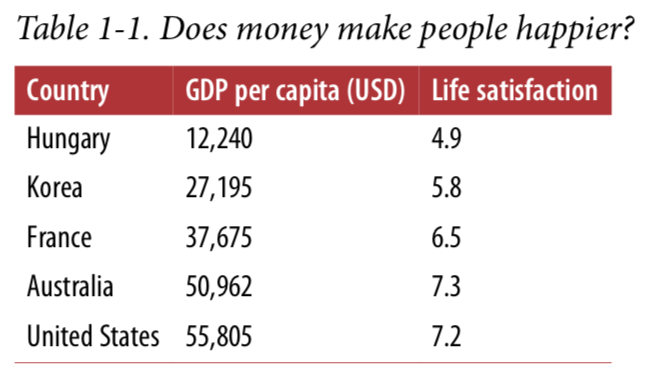 Table 1-1. Does money make people happier?
Country GDP per capita (USD) Life satisfaction
Hungary 12,240 4.9
Korea 27,195 5.8
France 37,675 6.5
Australia 50,962 7.3
United States 55,805 7.2